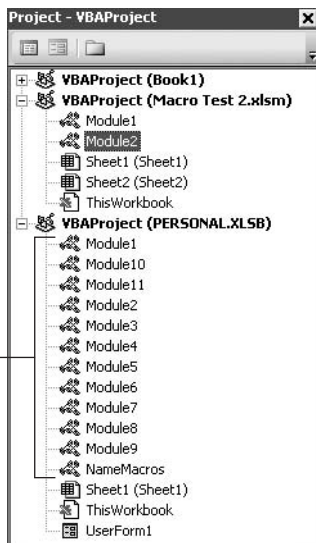 Project - VBAProject
VBAProject (Book1)
VBAProject (Macro Test 2.xlsm)
Module1
Module2
Sheet1 (Sheet1)
Sheet2 (Sheet2)
ThisWorkbook
VBAProject (PERSONAL.XLSB)
Module1
Module10
Module11
Module2
Module3
Module4
Module5
Module6
Module7
Module8
Module9
NameMacros
Sheet1 (Sheet1)
ThisWorkbook
UserForm1